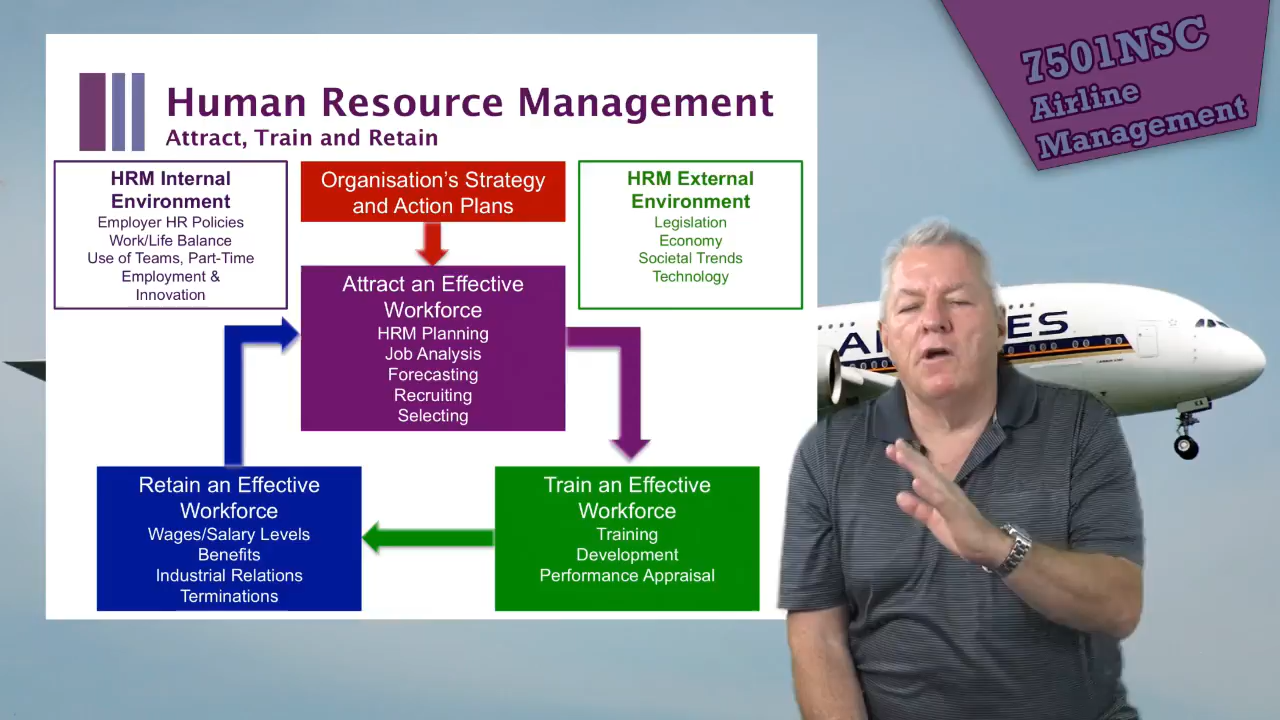 Human Resource Management
Attract, Train and Retain
7501NSC
Airline
Management
HRM Internal
Environment
Employer HR Policies
Work/Life Balance
Use of Teams, Part-Time
Employment &
Innovation
Organisation's Strategy
and Action Plans
HRM External
Environment
Legislation
Economy
Societal Trends
Technology
Attract an Effective
Workforce
HRM Planning
Job Analysis
Forecasting
Recruiting
Selecting
Retain an Effective
Workforce
Wages/Salary Levels
Benefits
Industrial Relations
Terminations
Train an Effective
Workforce
Training
Development
Performance Appraisal